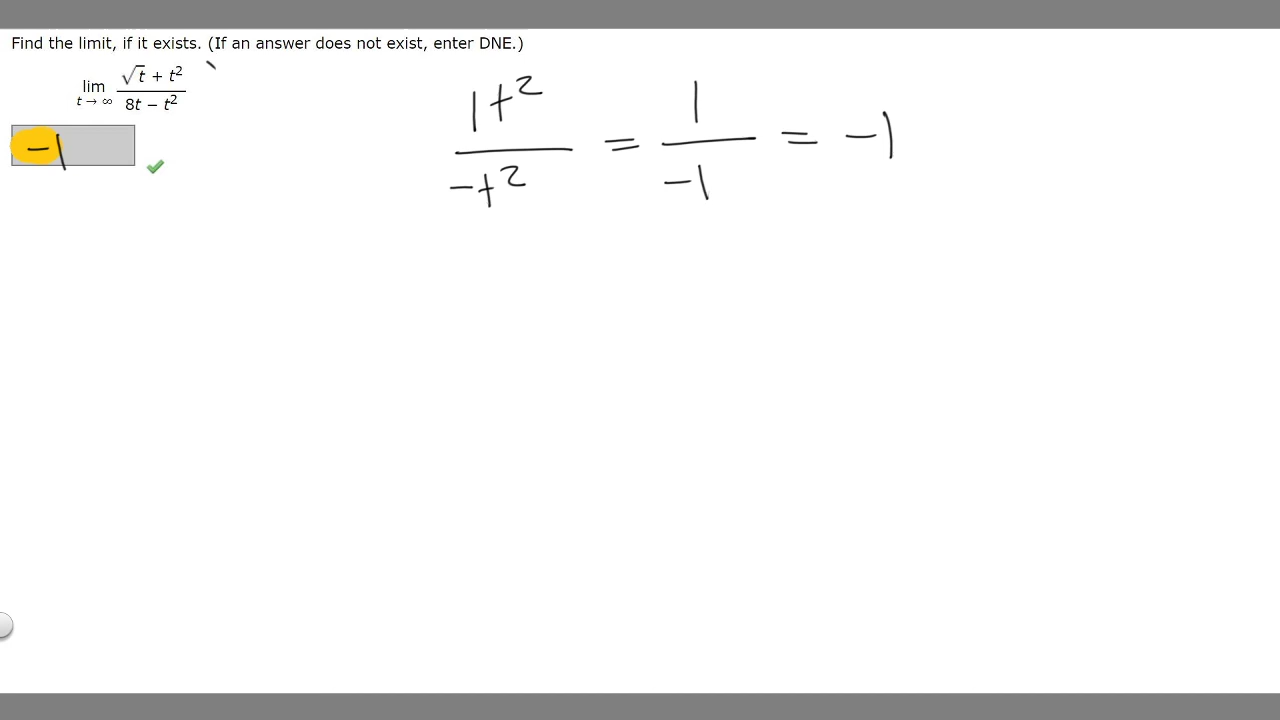 Find the limit, if it exists. (If an answer does not exist, enter DNE.)
lim t → ∞ (√t + t²) / (8t − t²)
−1
1t² / −t² = 1 / −1 = −1